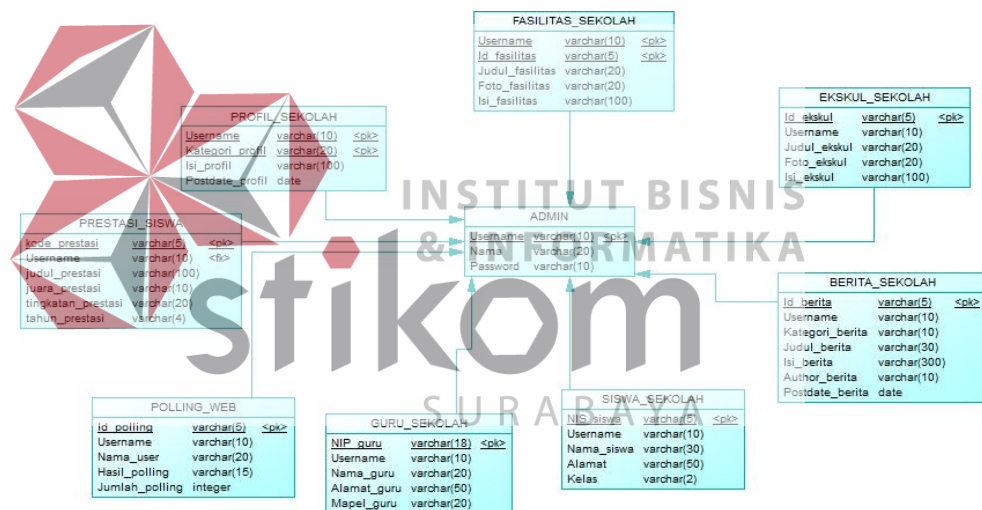 FASILITAS_SEKOLAH
Username varchar(10) <pk>
Id_fasilitas varchar(5) <pk>
Judul_fasilitas varchar(20)
Foto_fasilitas varchar(20)
Isi_fasilitas varchar(100)
EKSKUL_SEKOLAH
Id_ekskul varchar(5) <pk>
Username varchar(10)
Judul_ekskul varchar(20)
Foto_ekskul varchar(20)
Isi_ekskul varchar(100)
PROFIL_SEKOLAH
Username varchar(10) <pk>
Kategori_profil varchar(20) <pk>
Isi_profil varchar(100)
Postdate_profil date
INSTITUT BISNIS
& INFORMATIKA
stikom
SURABAYA
ADMIN
Username varchar(10) <pk>
Nama varchar(20)
Password varchar(10)
PRESTASI_SISWA
kode_prestasi varchar(5) <pk>
Username varchar(10) <fk>
judul_prestasi varchar(100)
juara_prestasi varchar(10)
tingkatan_prestasi varchar(20)
tahun_prestasi varchar(4)
BERITA_SEKOLAH
Id_berita varchar(5) <pk>
Username varchar(10)
Kategori_berita varchar(10)
Judul_berita varchar(30)
Isi_berita varchar(300)
Author_berita varchar(10)
Postdate_berita date
POLLING_WEB
Id_polling varchar(5) <pk>
Username varchar(10)
Nama_user varchar(20)
Hasil_polling varchar(15)
Jumlah_polling integer
GURU_SEKOLAH
NIP_guru varchar(18) <pk>
Username varchar(10)
Nama_guru varchar(20)
Alamat_guru varchar(50)
Mapel_guru varchar(20)
SISWA_SEKOLAH
NIS_siswa varchar(5) <pk>
Username varchar(10)
Nama_siswa varchar(30)
Alamat varchar(50)
Kelas varchar(2)